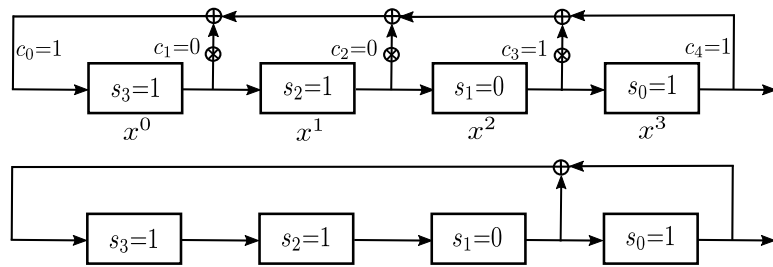 c₀=1 c₁=0 c₂=0 c₃=1 c₄=1
s₃=1 s₂=1 s₁=0 s₀=1
x⁰ x¹ x² x³
s₃=1 s₂=1 s₁=0 s₀=1